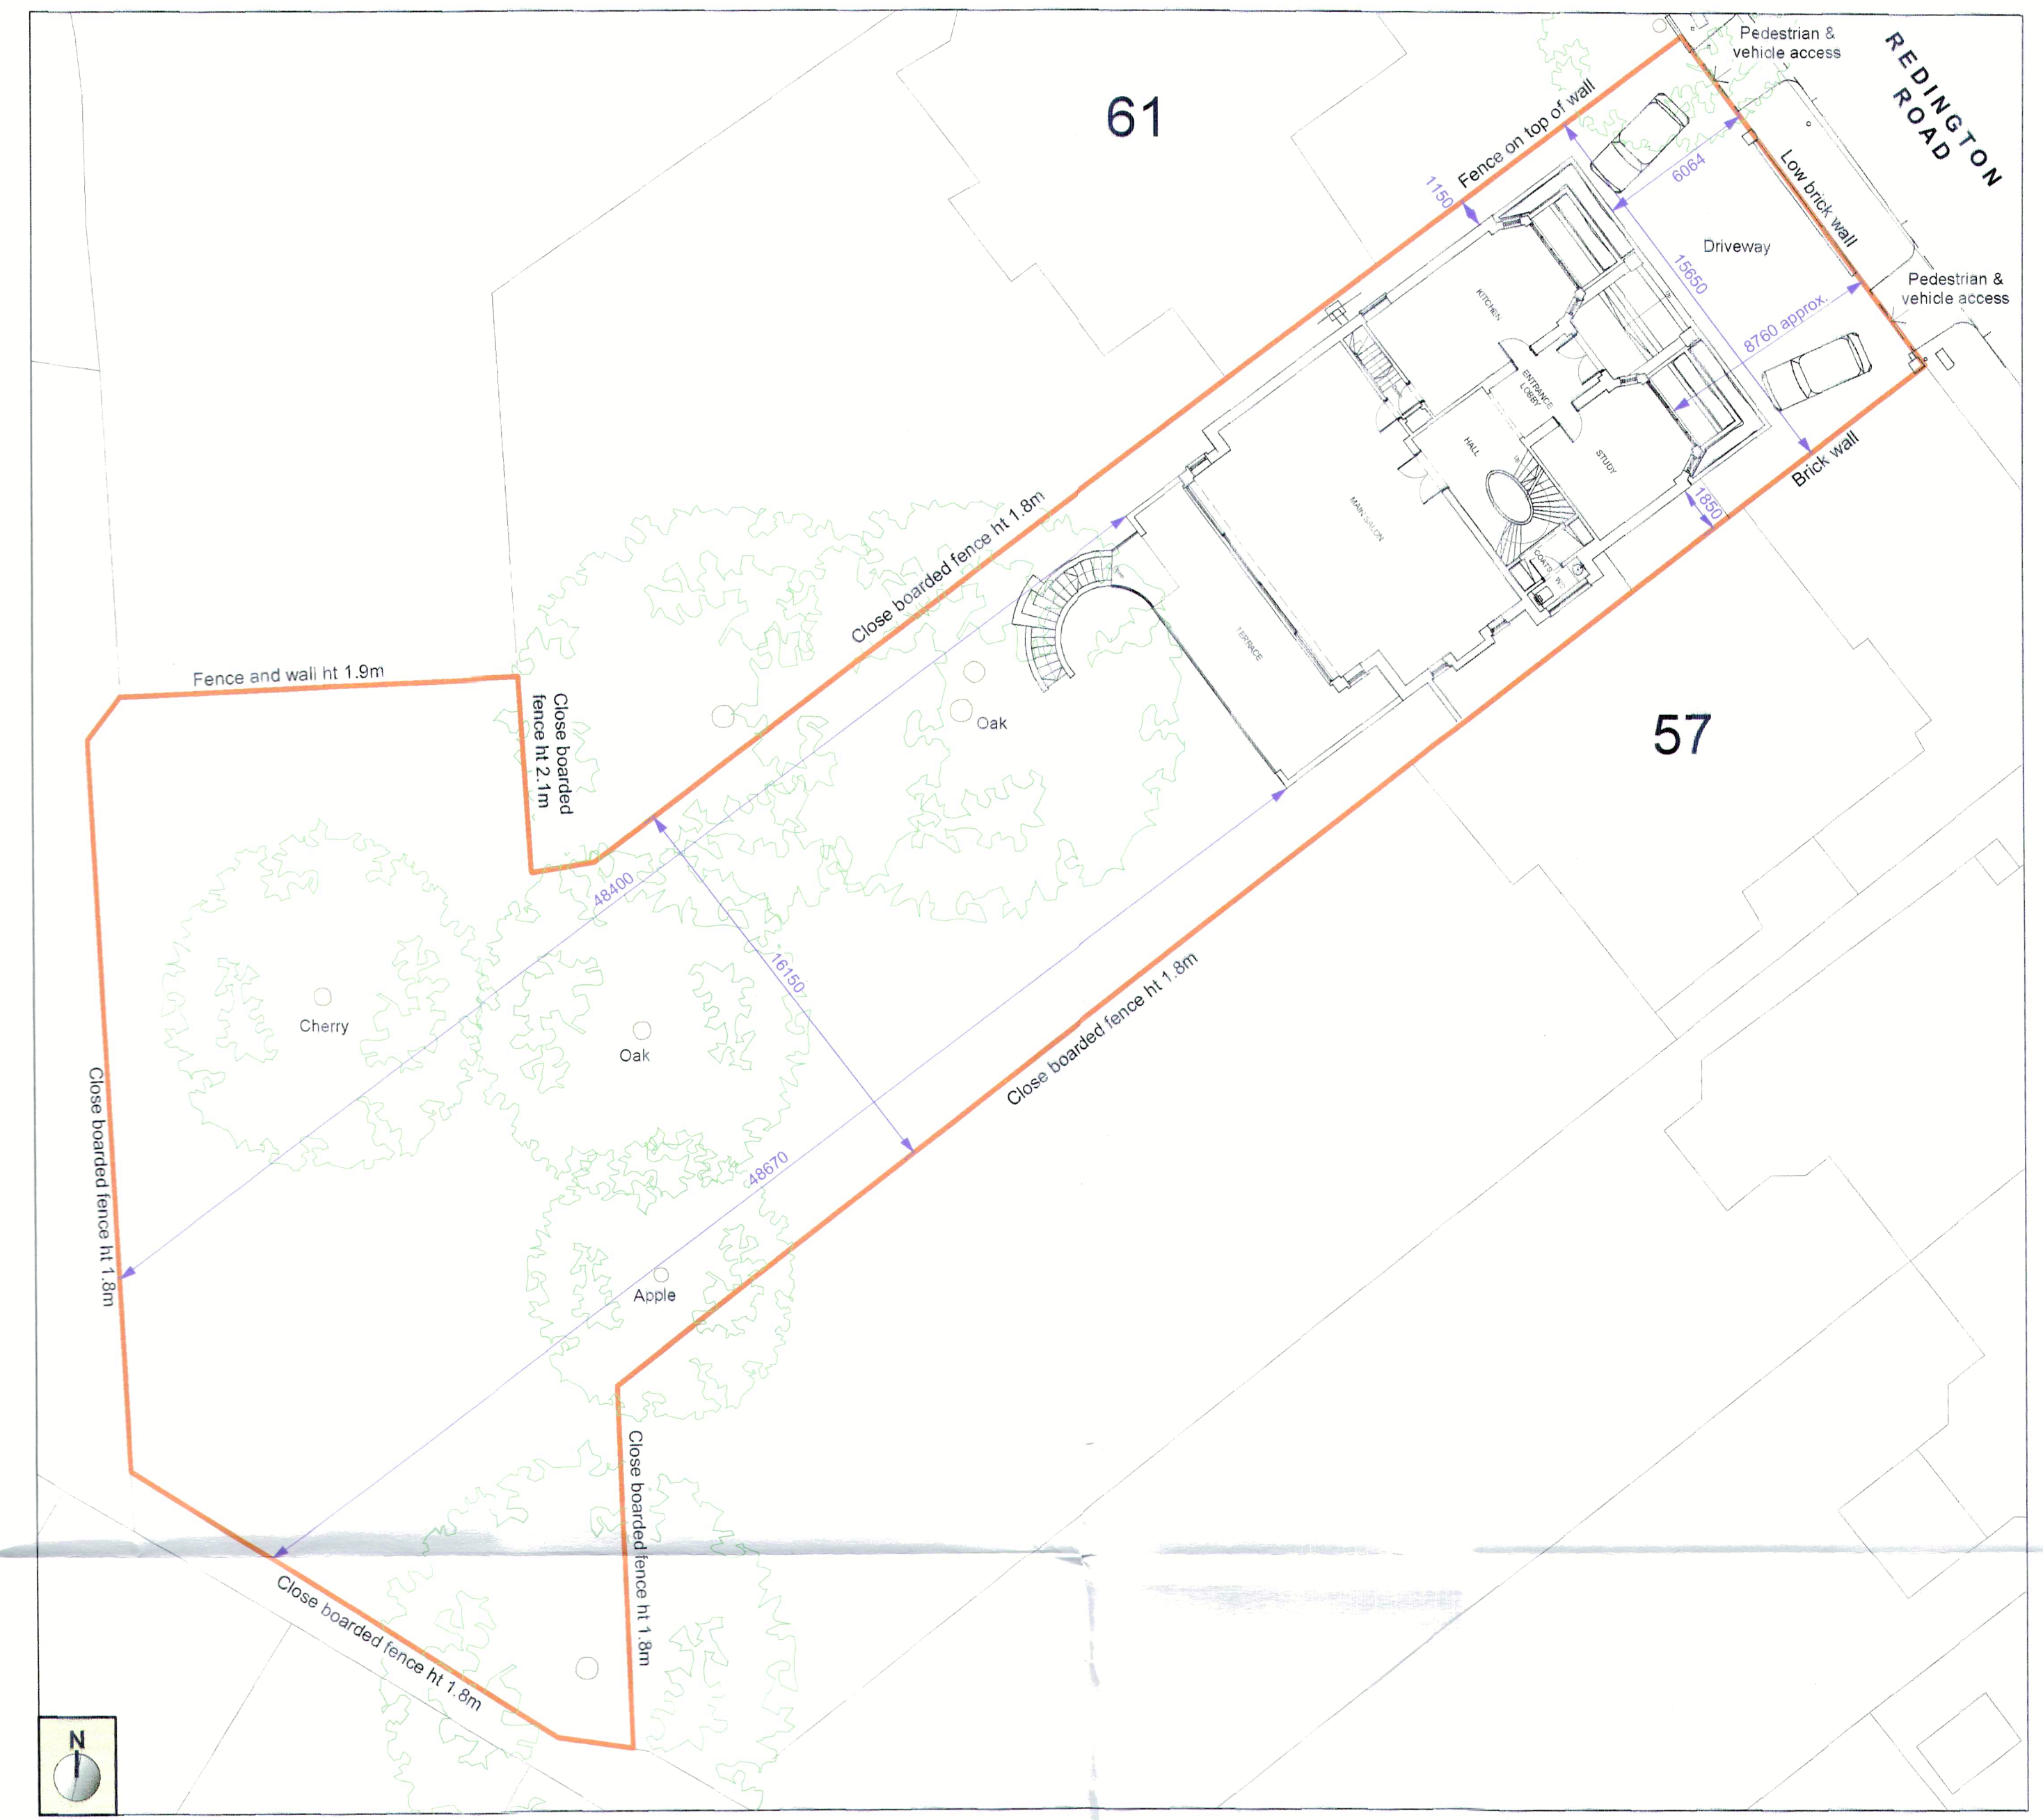 Pedestrian &
vehicle access
REDINGTON
ROAD
61
Fence on top of wall
1150
6064
Low brick wall
Driveway
15650
Pedestrian &
vehicle access
8760 approx.
KITCHEN
ENTRANCE
LOBBY
HALL
STUDY
UP
Brick wall
1850
MAIN SALON
COATS
WC
TERRACE
Close boarded fence ht 1.8m
Fence and wall ht 1.9m
Close boarded
fence ht 2.1m
Oak
57
48400
16150
Cherry
Oak
Close boarded fence ht 1.8m
48670
Close boarded fence ht 1.8m
Apple
Close boarded fence ht 1.8m
Close boarded fence ht 1.8m
N